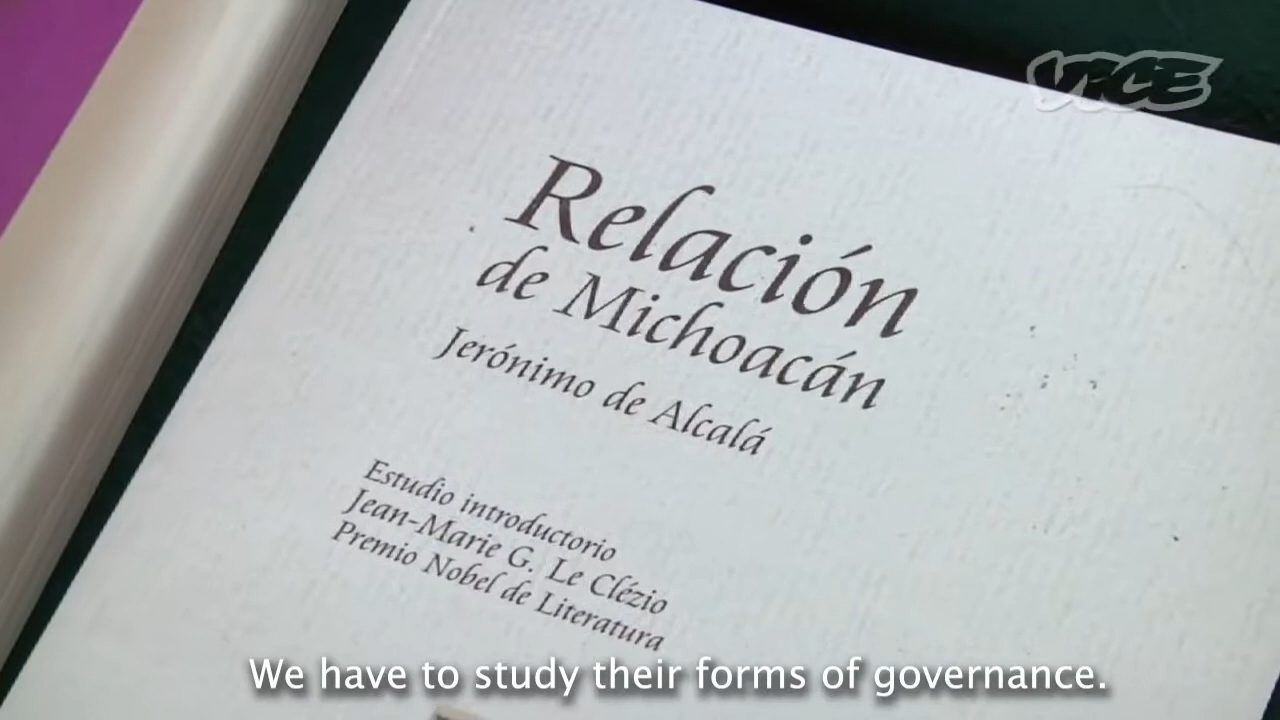 VICE
Relación
de Michoacán
Jerónimo de Alcalá
Estudio introductorio
Jean-Marie G. Le Clézio
Premio Nobel de Literatura
We have to study their forms of governance.